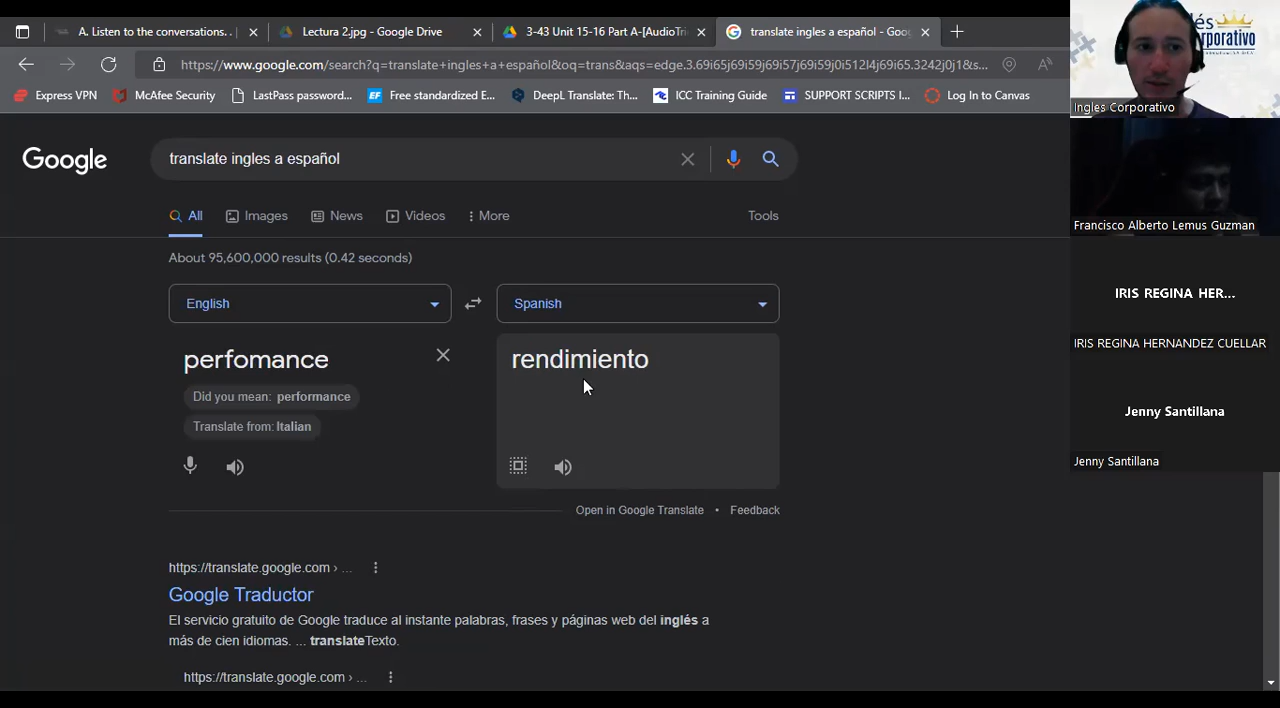 A. Listen to the conversations. .
Lectura 2.jpg - Google Drive
3-43 Unit 15-16 Part A-[AudioTri
translate ingles a español - Goog
https://www.google.com/search?q=translate+ingles+a+español&oq=trans&aqs=edge.3.69i65j69i59j69i57j69i59j0i512l4j69i65.3242j0j1&s...
Express VPN
McAfee Security
LastPass password...
Free standardized E...
DeepL Translate: Th...
ICC Training Guide
SUPPORT SCRIPTS I...
Log In to Canvas
Google
translate ingles a español
All
Images
News
Videos
More
Tools
About 95,600,000 results (0.42 seconds)
English
Spanish
perfomance
rendimiento
Did you mean: performance
Translate from: Italian
Open in Google Translate • Feedback
https://translate.google.com › ...
Google Traductor
El servicio gratuito de Google traduce al instante palabras, frases y páginas web del inglés a
más de cien idiomas. ... translateTexto.
https://translate.google.com › ...
Ingles Corporativo
Francisco Alberto Lemus Guzman
IRIS REGINA HER...
IRIS REGINA HERNANDEZ CUELLAR
Jenny Santillana
Jenny Santillana